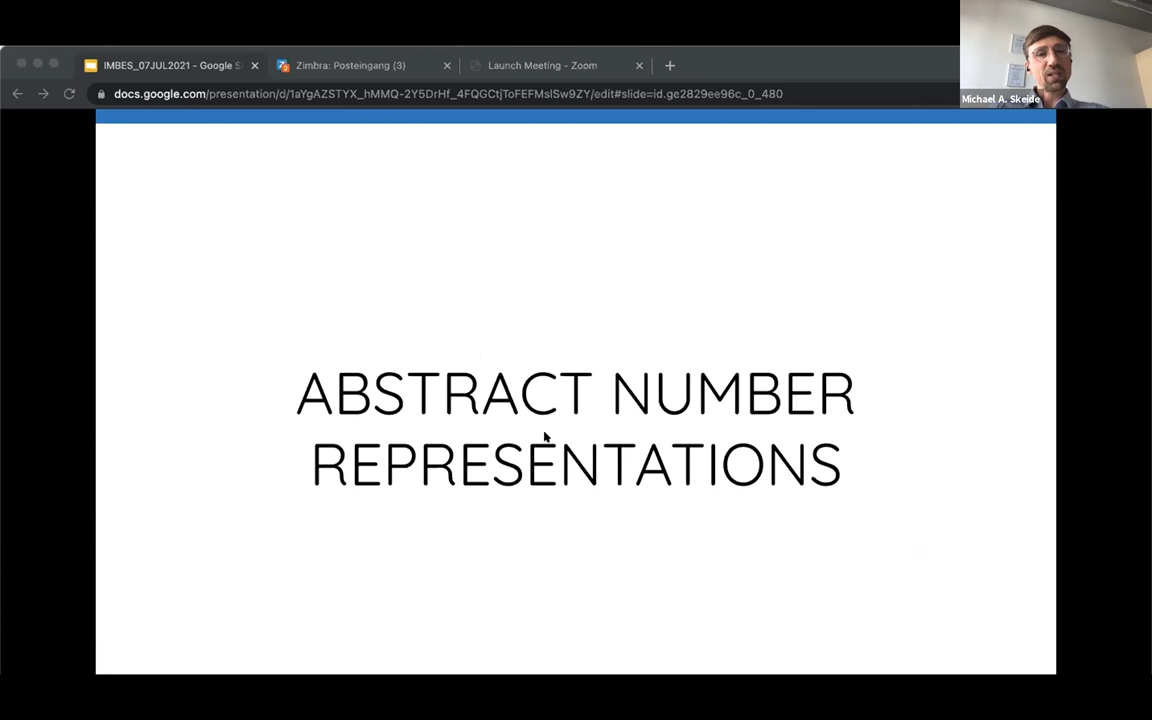 IMBES_07JUL2021 - Google S
Zimbra: Posteingang (3)
Launch Meeting - Zoom
docs.google.com/presentation/d/1aYgAZSTYX_hMMQ-2Y5DrHf_4FQGCtjToFEFMslSw9ZY/edit#slide=id.ge2829ee96c_0_480
Michael A. Skeide
ABSTRACT NUMBER
REPRESENTATIONS